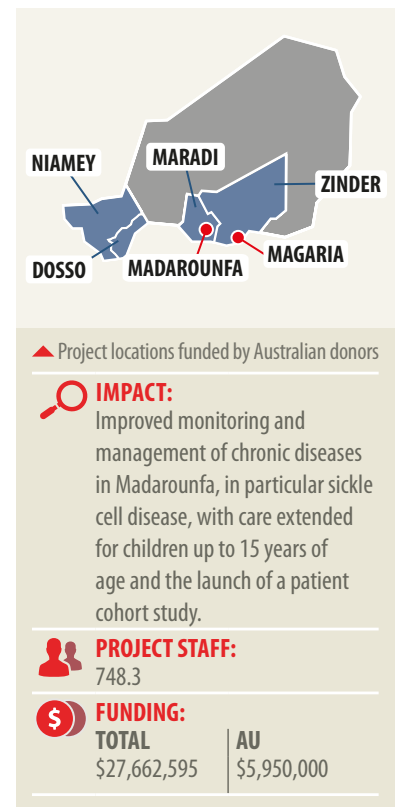 NIAMEY
MARADI
ZINDER
DOSSO
MADAROUNFA
MAGARIA
Project locations funded by Australian donors
IMPACT:
Improved monitoring and
management of chronic diseases
in Madarounfa, in particular sickle
cell disease, with care extended
for children up to 15 years of
age and the launch of a patient
cohort study.
PROJECT STAFF:
748.3
$
FUNDING:
TOTAL
$27,662,595
AU
$5,950,000